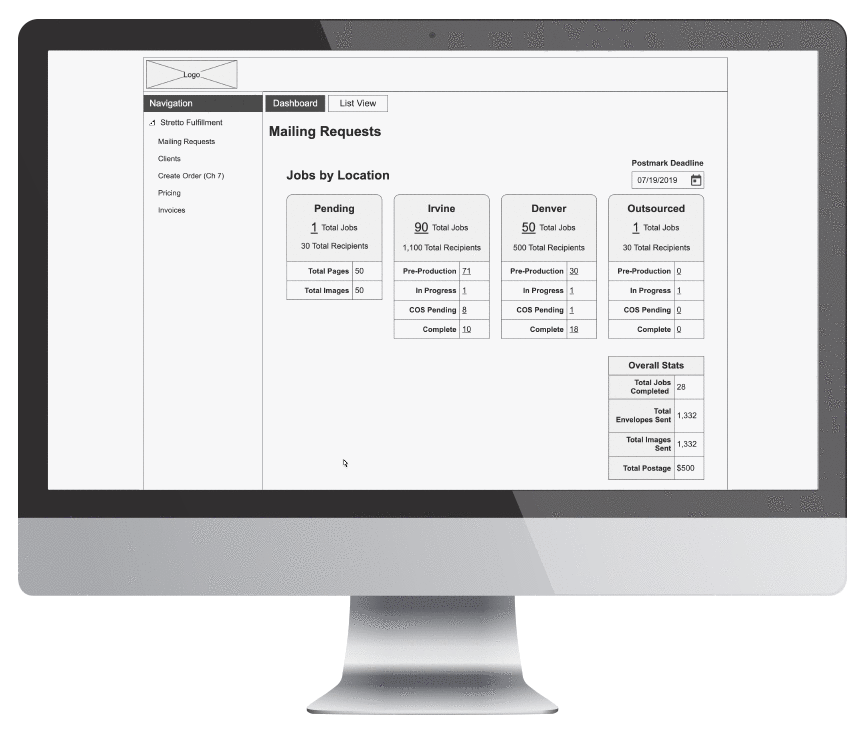 Logo
Navigation
Stretto Fulfillment
Mailing Requests
Clients
Create Order (Ch 7)
Pricing
Invoices
Dashboard
List View
Mailing Requests
Jobs by Location
Postmark Deadline
07/19/2019
Pending
1 Total Jobs
30 Total Recipients
Total Pages 50
Total Images 50
Irvine
90 Total Jobs
1,100 Total Recipients
Pre-Production 71
In Progress 1
COS Pending 8
Complete 10
Denver
50 Total Jobs
500 Total Recipients
Pre-Production 30
In Progress 1
COS Pending 1
Complete 18
Outsourced
1 Total Jobs
30 Total Recipients
Pre-Production 0
In Progress 1
COS Pending 0
Complete 0
Overall Stats
Total Jobs
Completed 28
Total
Envelopes Sent 1,332
Total Images
Sent 1,332
Total Postage $500